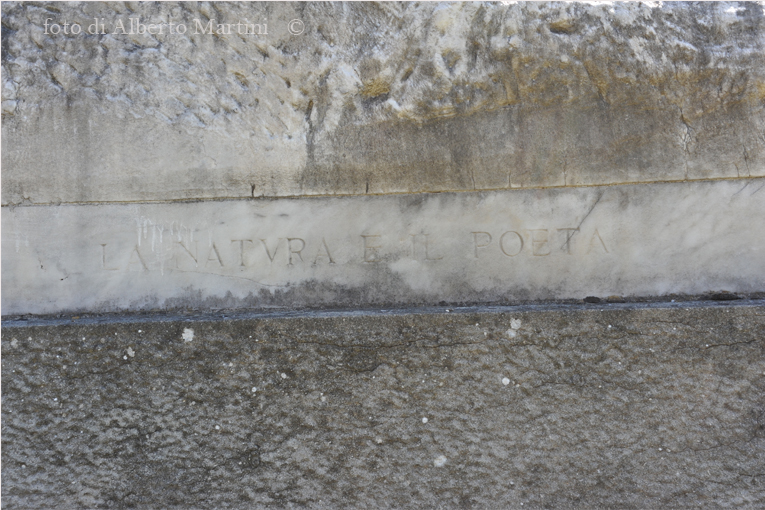 foto di Alberto Martini ©
LA NATVRA E IL POETA